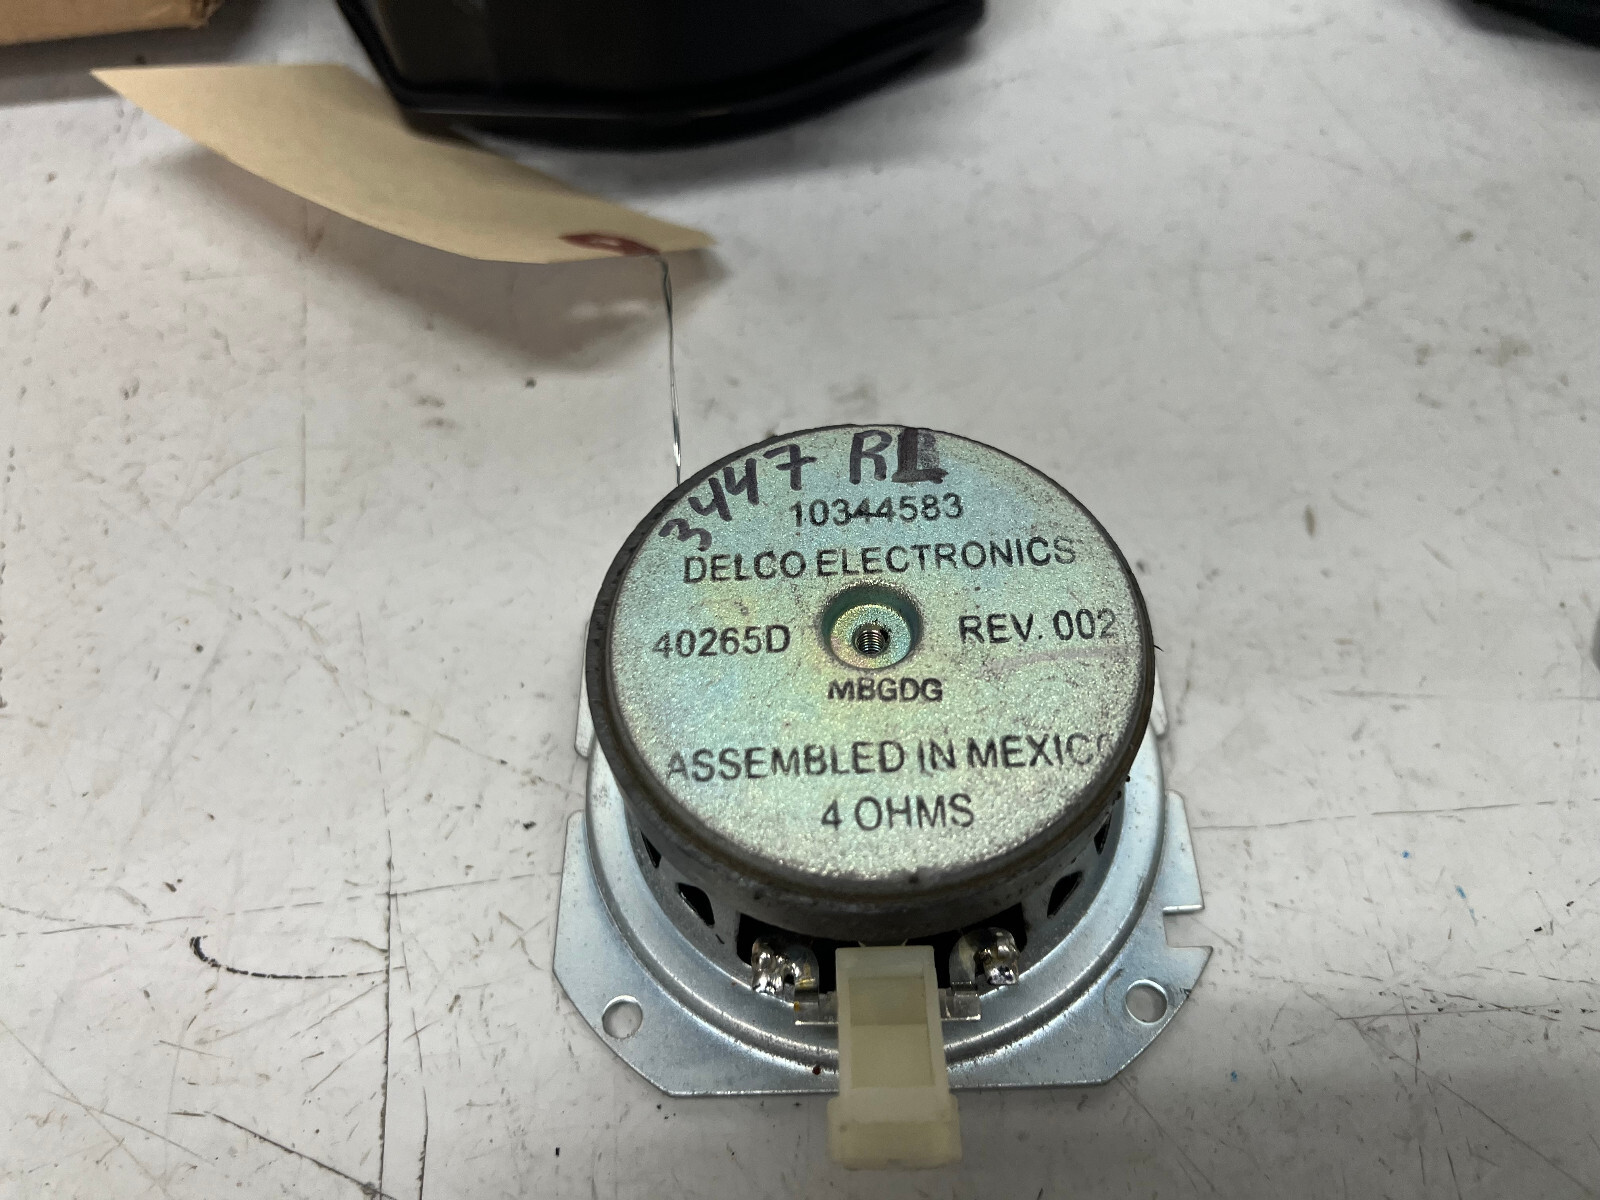 3447 RL
10344583
DELCO ELECTRONICS
40265D REV. 002
MBGDG
ASSEMBLED IN MEXICO
4 OHMS